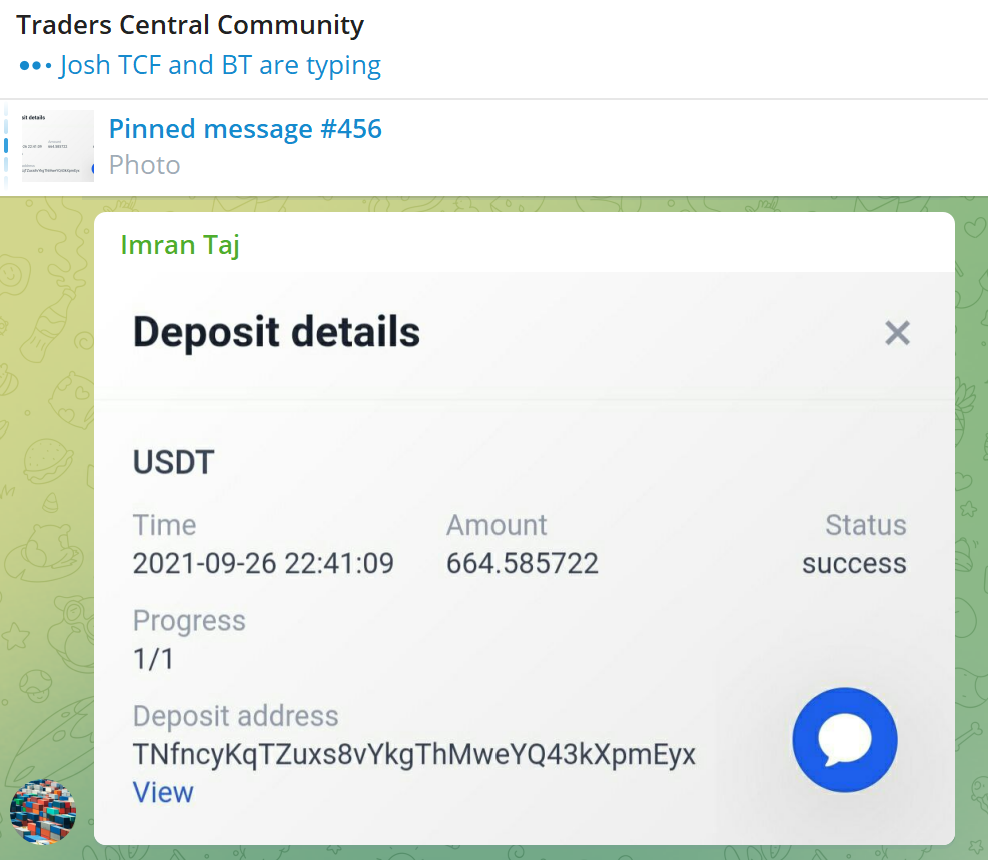 Traders Central Community
Josh TCF and BT are typing
Pinned message #456
Photo
Imran Taj
Deposit details
USDT
Time Amount Status
2021-09-26 22:41:09 664.585722 success
Progress
1/1
Deposit address
TNfncyKqTZuxs8vYkgThMweYQ43kXpmEyx
View